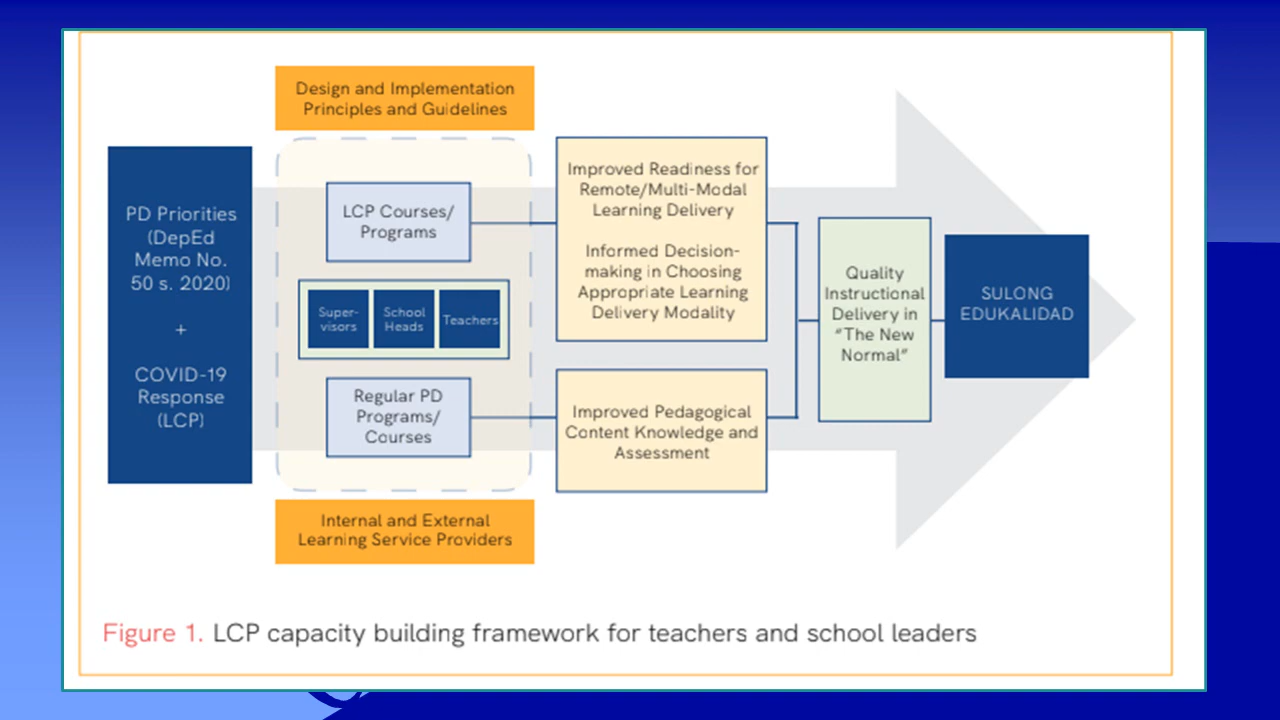 Design and Implementation
Principles and Guidelines
PD Priorities
(DepEd
Memo No.
50 s. 2020)
+
COVID-19
Response
(LCP)
LCP Courses/
Programs
Super-
visors
School
Heads
Teachers
Regular PD
Programs/
Courses
Internal and External
Learning Service Providers
Improved Readiness for
Remote/Multi-Modal
Learning Delivery
Informed Decision-
making in Choosing
Appropriate Learning
Delivery Modality
Improved Pedagogical
Content Knowledge and
Assessment
Quality
Instructional
Delivery in
“The New
Normal”
SULONG
EDUKALIDAD
Figure 1. LCP capacity building framework for teachers and school leaders